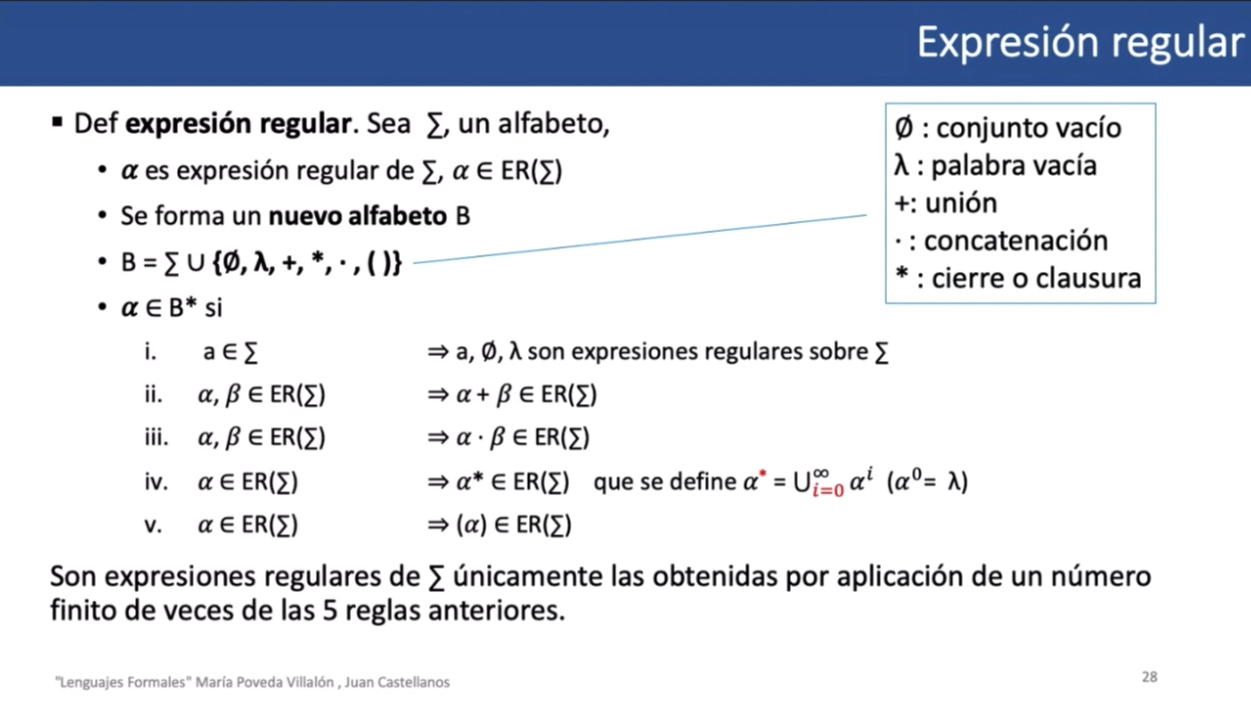 Expresión regular
▪ Def expresión regular. Sea ∑, un alfabeto,
• α es expresión regular de ∑, α ∈ ER(∑)
• Se forma un nuevo alfabeto B
• B = ∑ ∪ {Ø, λ, +, *, · , ( )}
• α ∈ B* si
i. a ∈ ∑ ⇒ a, Ø, λ son expresiones regulares sobre ∑
ii. α, β ∈ ER(∑) ⇒ α + β ∈ ER(∑)
iii. α, β ∈ ER(∑) ⇒ α · β ∈ ER(∑)
iv. α ∈ ER(∑) ⇒ α* ∈ ER(∑) que se define α* = ⋃_{i=0}^{∞} αⁱ (α⁰= λ)
v. α ∈ ER(∑) ⇒ (α) ∈ ER(∑)
Ø : conjunto vacío
λ : palabra vacía
+: unión
· : concatenación
* : cierre o clausura
Son expresiones regulares de ∑ únicamente las obtenidas por aplicación de un número
finito de veces de las 5 reglas anteriores.
"Lenguajes Formales" María Poveda Villalón , Juan Castellanos
28